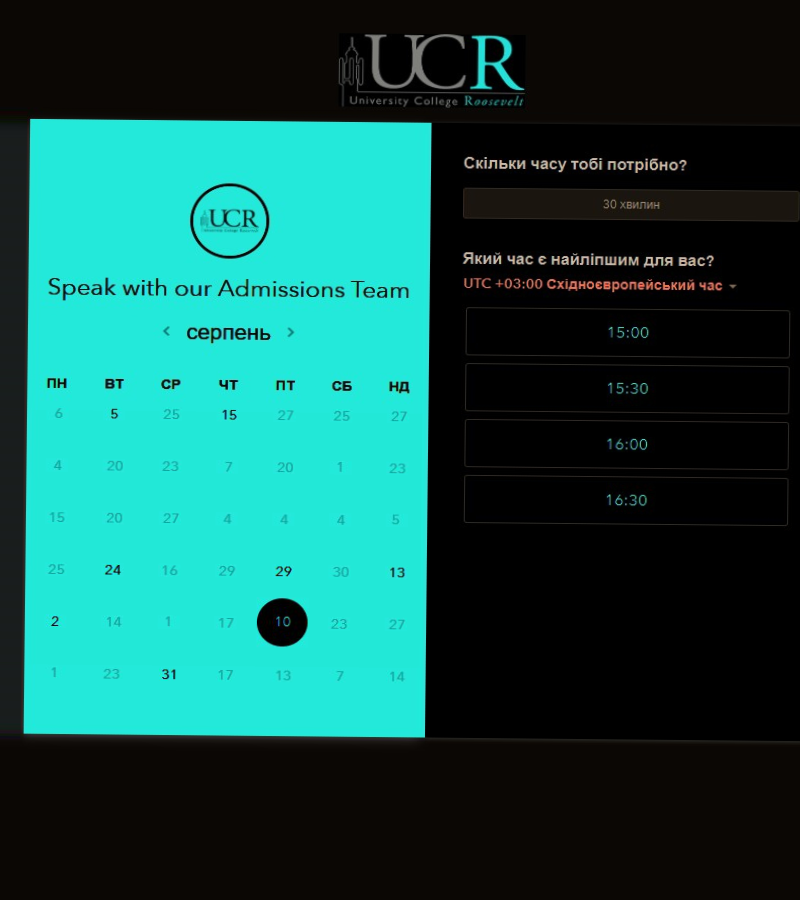 UCR
University College Roosevelt
UCR
Speak with our Admissions Team
серпень
ПН ВТ СР ЧТ ПТ СБ НД
6 5 25 15 27 25 27
4 20 23 7 20 1 23
15 20 27 4 4 4 5
25 24 16 29 29 30 13
2 14 1 17 10 23 27
1 23 31 17 13 7 14
Скільки часу тобі потрібно?
30 хвилин
Який час є найліпшим для вас?
UTC +03:00 Східноєвропейський час
15:00
15:30
16:00
16:30